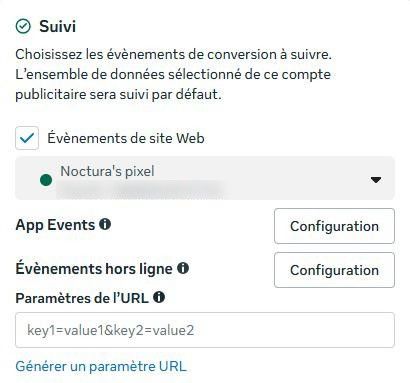 Suivi
Choisissez les évènements de conversion à suivre.
L'ensemble de données sélectionné de ce compte
publicitaire sera suivi par défaut.
Évènements de site Web
Noctura's pixel
App Events
Configuration
Évènements hors ligne
Configuration
Paramètres de l'URL
key1=value1&key2=value2
Générer un paramètre URL